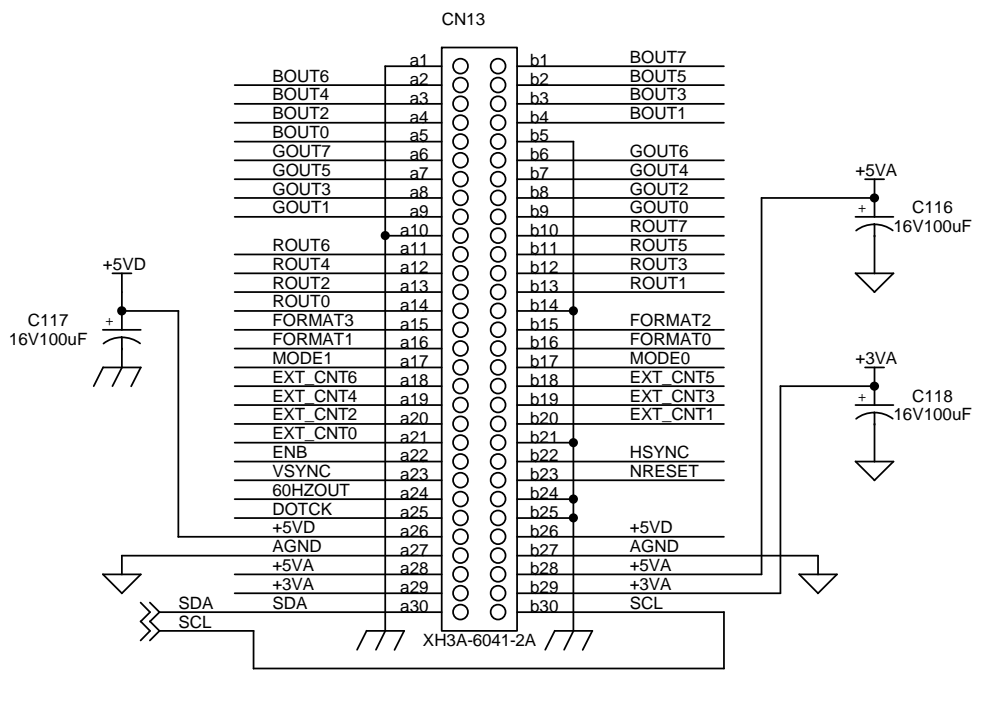 CN13
a1 b1 BOUT7
BOUT6 a2 b2 BOUT5
BOUT4 a3 b3 BOUT3
BOUT2 a4 b4 BOUT1
BOUT0 a5 b5
GOUT7 a6 b6 GOUT6
GOUT5 a7 b7 GOUT4
GOUT3 a8 b8 GOUT2
GOUT1 a9 b9 GOUT0
a10 b10 ROUT7
ROUT6 a11 b11 ROUT5
ROUT4 a12 b12 ROUT3
ROUT2 a13 b13 ROUT1
ROUT0 a14 b14
FORMAT3 a15 b15 FORMAT2
FORMAT1 a16 b16 FORMAT0
MODE1 a17 b17 MODE0
EXT_CNT6 a18 b18 EXT_CNT5
EXT_CNT4 a19 b19 EXT_CNT3
EXT_CNT2 a20 b20 EXT_CNT1
EXT_CNT0 a21 b21
ENB a22 b22 HSYNC
VSYNC a23 b23 NRESET
60HZOUT a24 b24
DOTCK a25 b25
+5VD a26 b26 +5VD
AGND a27 b27 AGND
+5VA a28 b28 +5VA
+3VA a29 b29 +3VA
SDA SDA a30 b30 SCL
SCL
XH3A-6041-2A
+5VD
+
C117
16V100uF
+5VA
+
C116
16V100uF
+3VA
+
C118
16V100uF